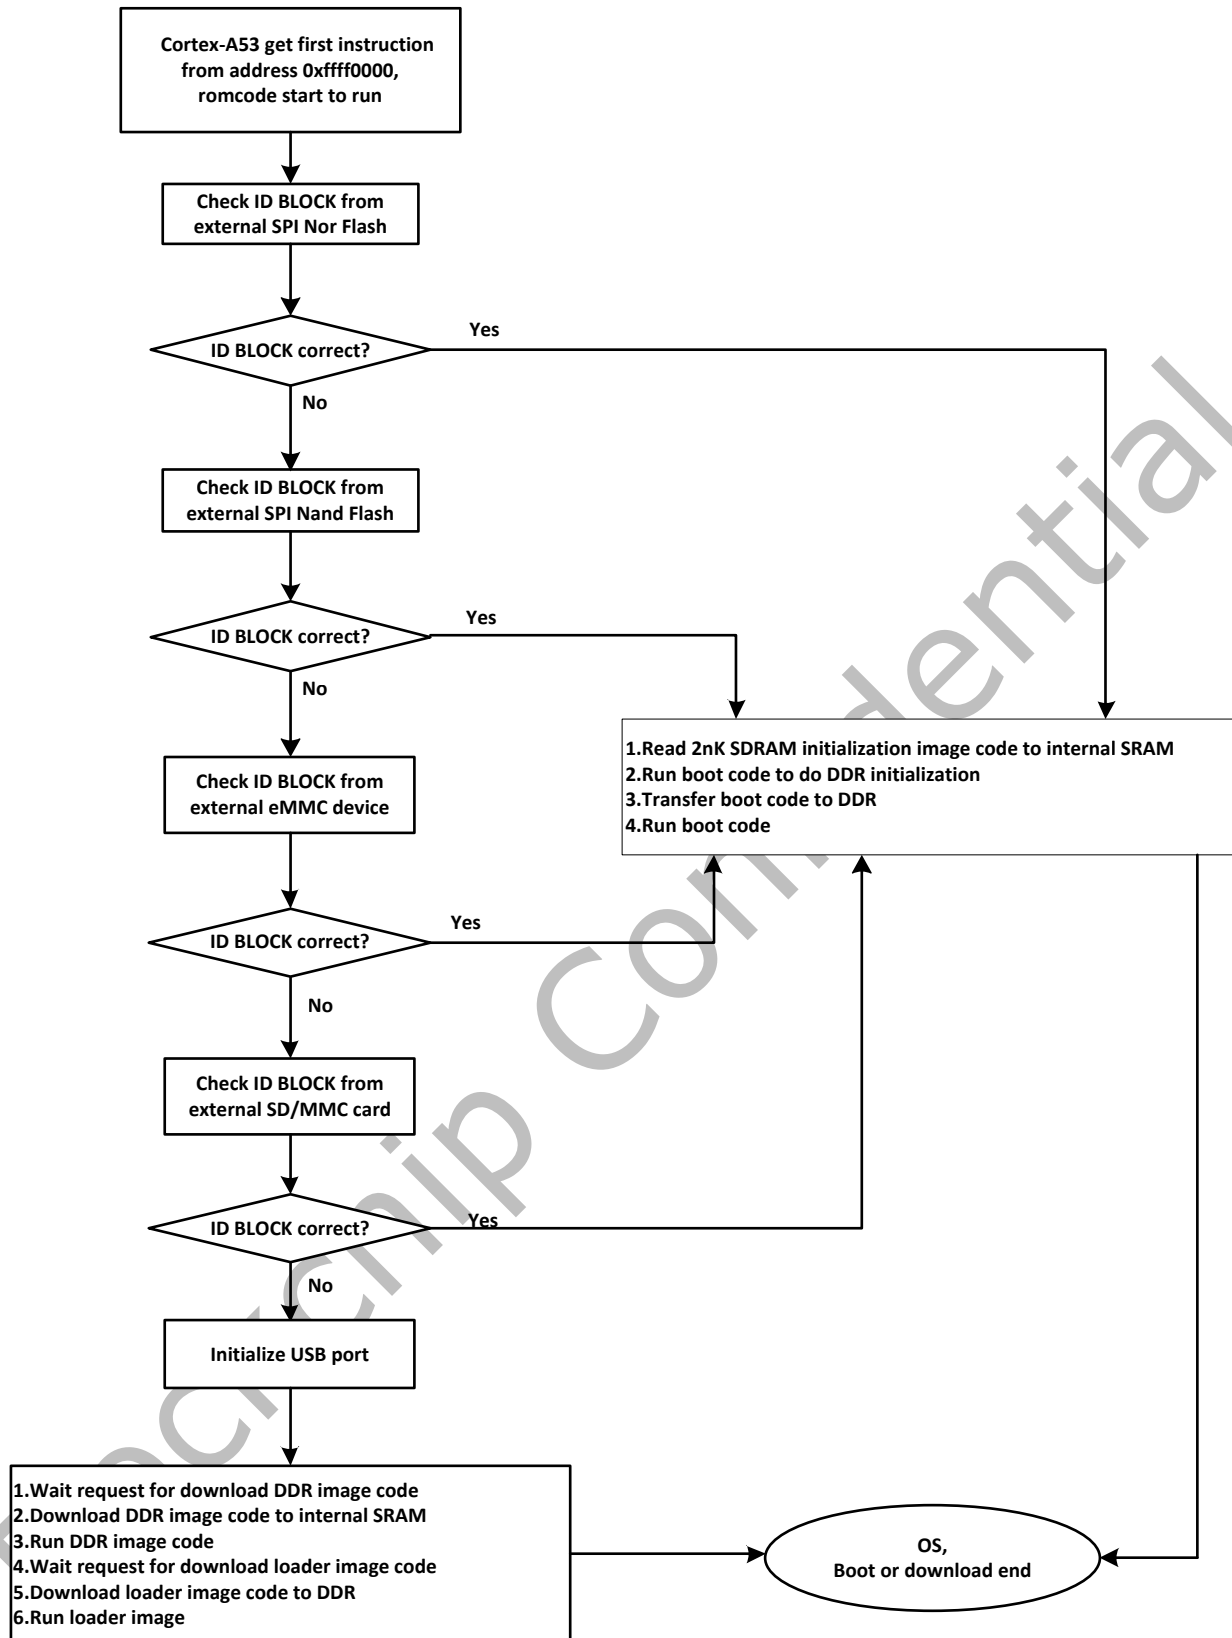 Cortex-A53 get first instruction
from address 0xffff0000,
romcode start to run
Check ID BLOCK from
external SPI Nor Flash
ID BLOCK correct?
Yes
No
Check ID BLOCK from
external SPI Nand Flash
ID BLOCK correct?
Yes
No
Check ID BLOCK from
external eMMC device
1.Read 2nK SDRAM initialization image code to internal SRAM
2.Run boot code to do DDR initialization
3.Transfer boot code to DDR
4.Run boot code
ID BLOCK correct?
Yes
No
Check ID BLOCK from
external SD/MMC card
ID BLOCK correct?
Yes
No
Initialize USB port
1.Wait request for download DDR image code
2.Download DDR image code to internal SRAM
3.Run DDR image code
4.Wait request for download loader image code
5.Download loader image code to DDR
6.Run loader image
OS,
Boot or download end
Rockchip Confidential